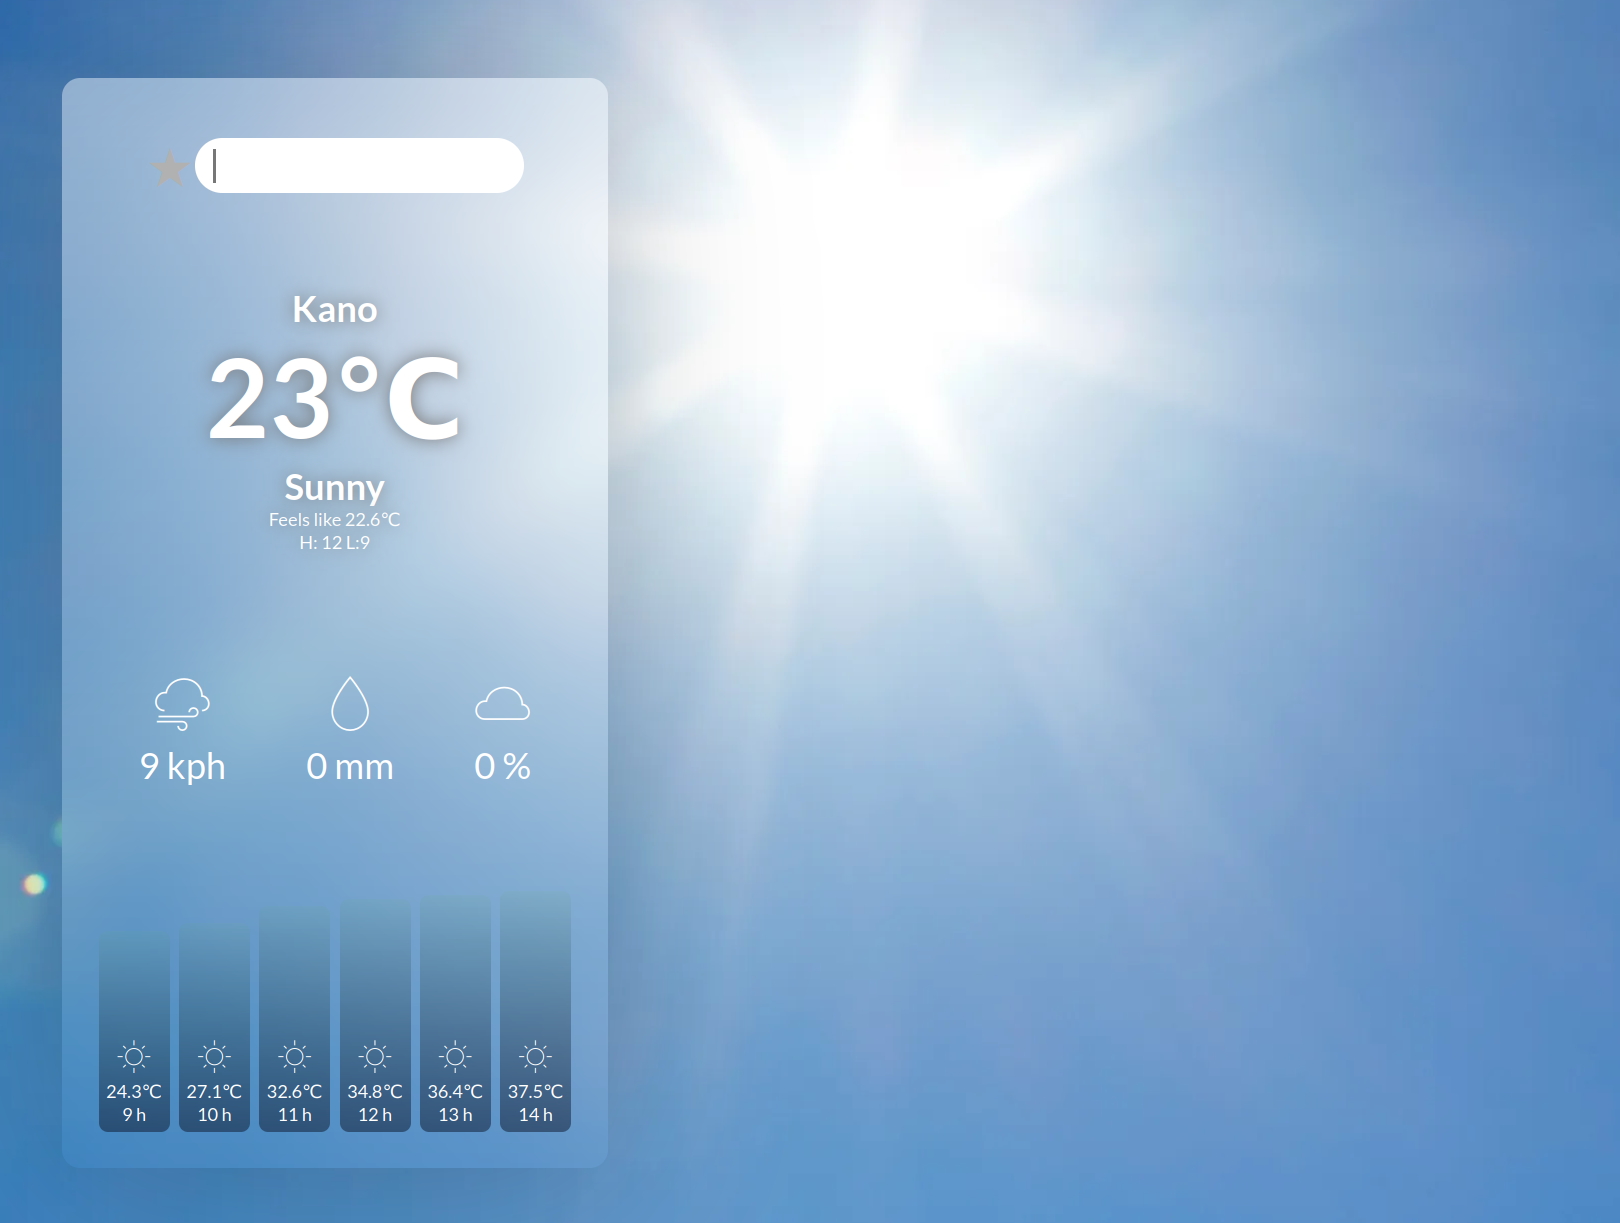 Kano
23°C
Sunny
Feels like 22.6°C
H: 12 L:9
9 kph
0 mm
0 %
24.3°C
9 h
27.1°C
10 h
32.6°C
11 h
34.8°C
12 h
36.4°C
13 h
37.5°C
14 h